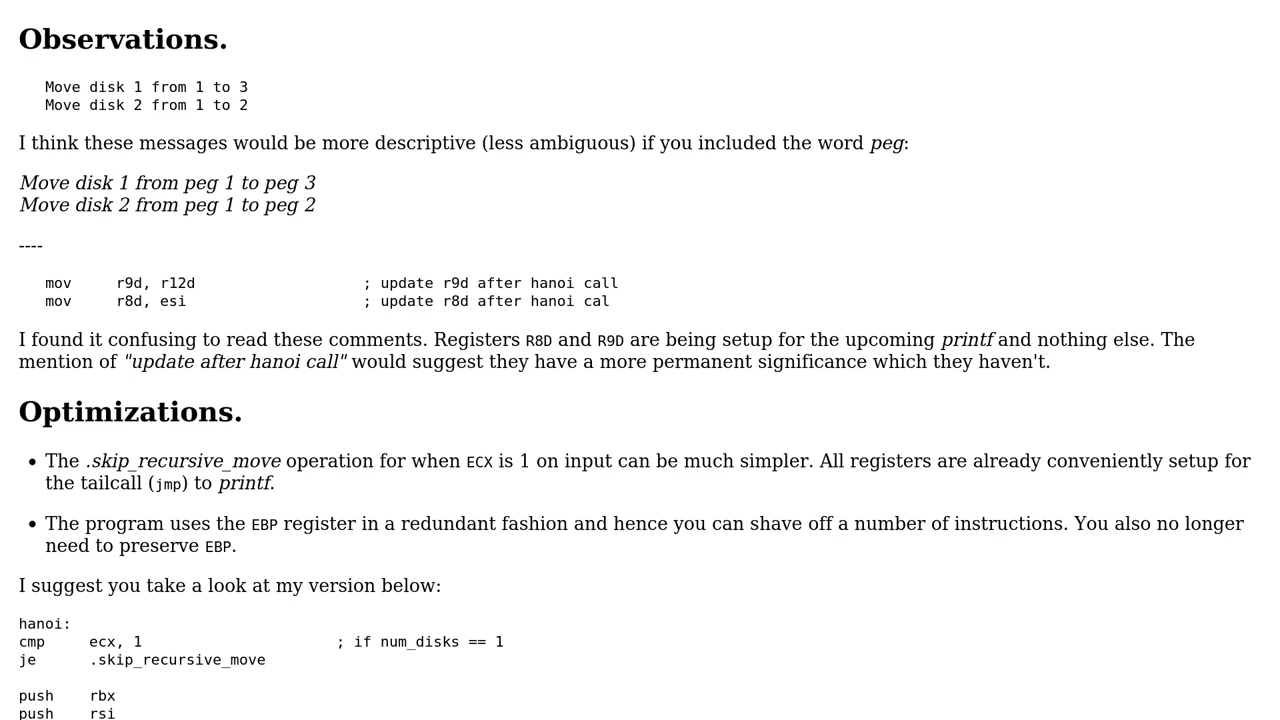 Observations.
Move disk 1 from 1 to 3
Move disk 2 from 1 to 2
I think these messages would be more descriptive (less ambiguous) if you included the word peg:
Move disk 1 from peg 1 to peg 3
Move disk 2 from peg 1 to peg 2
----
mov     r9d, r12d                   ; update r9d after hanoi call
mov     r8d, esi                    ; update r8d after hanoi cal
I found it confusing to read these comments. Registers R8D and R9D are being setup for the upcoming printf and nothing else. The
mention of "update after hanoi call" would suggest they have a more permanent significance which they haven't.
Optimizations.
• The .skip_recursive_move operation for when ECX is 1 on input can be much simpler. All registers are already conveniently setup for
the tailcall (jmp) to printf.
• The program uses the EBP register in a redundant fashion and hence you can shave off a number of instructions. You also no longer
need to preserve EBP.
I suggest you take a look at my version below:
hanoi:
cmp     ecx, 1                      ; if num_disks == 1
je      .skip_recursive_move
push    rbx
push    rsi